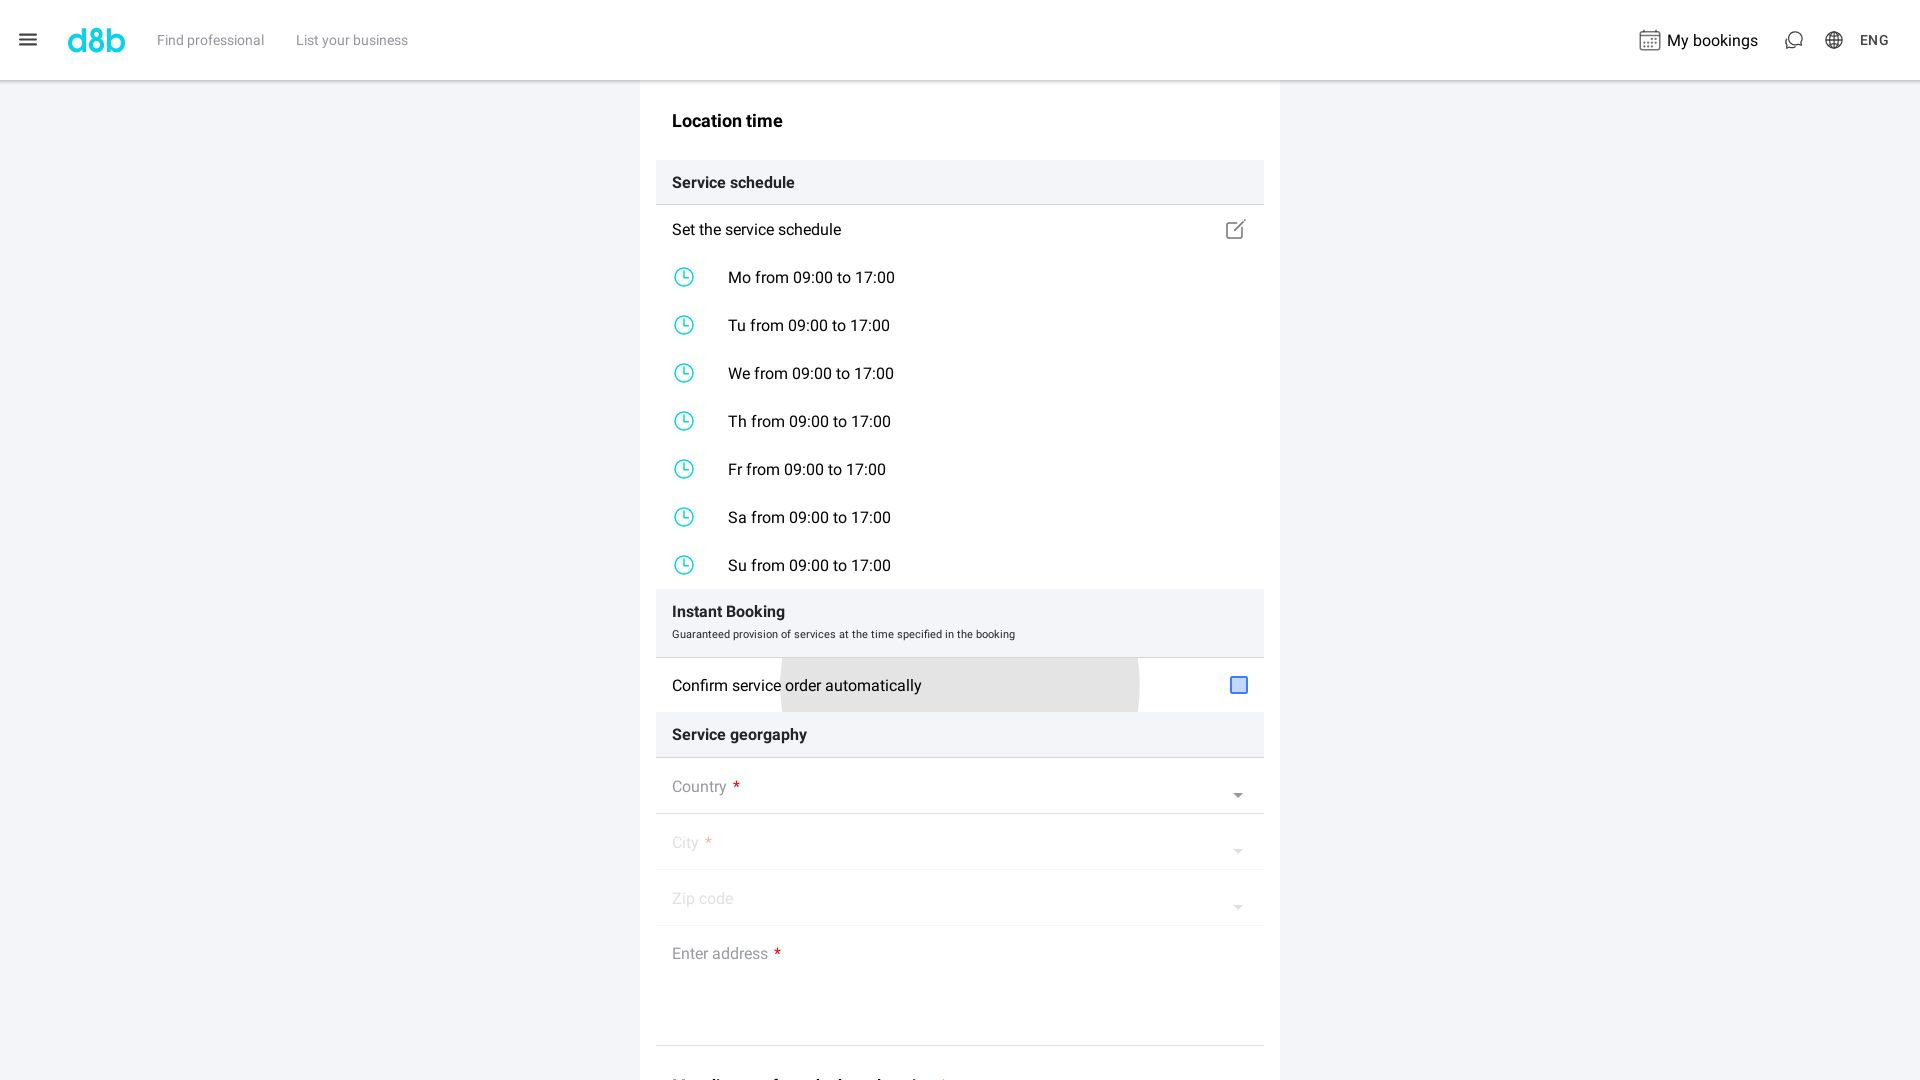 d8b
Find professional
List your business
My bookings
ENG
Location time
Service schedule
Set the service schedule
Mo from 09:00 to 17:00
Tu from 09:00 to 17:00
We from 09:00 to 17:00
Th from 09:00 to 17:00
Fr from 09:00 to 17:00
Sa from 09:00 to 17:00
Su from 09:00 to 17:00
Instant Booking
Guaranteed provision of services at the time specified in the booking
Confirm service order automatically
Service georgaphy
Country *
City *
Zip code
Enter address *